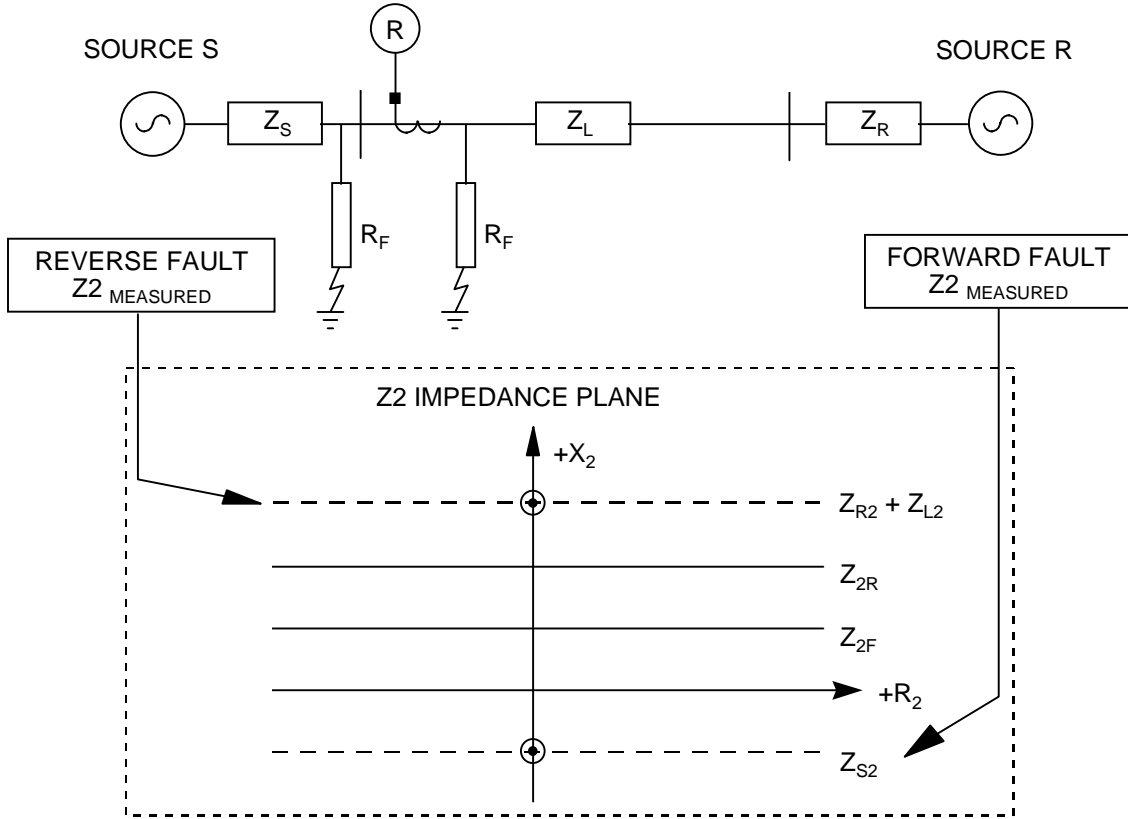 R
SOURCE S
SOURCE R
Z_S
Z_L
Z_R
R_F
R_F
REVERSE FAULT
Z2 MEASURED
FORWARD FAULT
Z2 MEASURED
Z2 IMPEDANCE PLANE
+X_2
Z_R2 + Z_L2
Z_2R
Z_2F
+R_2
Z_S2